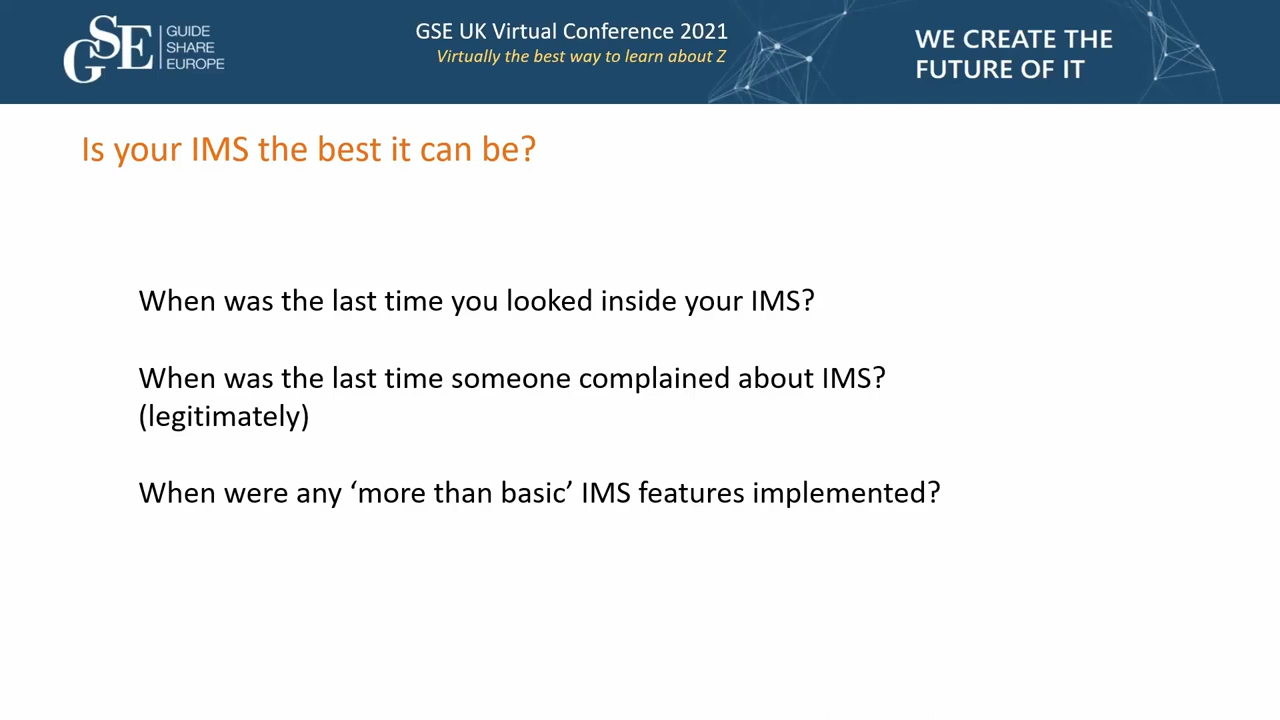 GSE
GUIDE
SHARE
EUROPE
GSE UK Virtual Conference 2021
Virtually the best way to learn about Z
WE CREATE THE
FUTURE OF IT
Is your IMS the best it can be?
When was the last time you looked inside your IMS?
When was the last time someone complained about IMS?
(legitimately)
When were any ‘more than basic’ IMS features implemented?